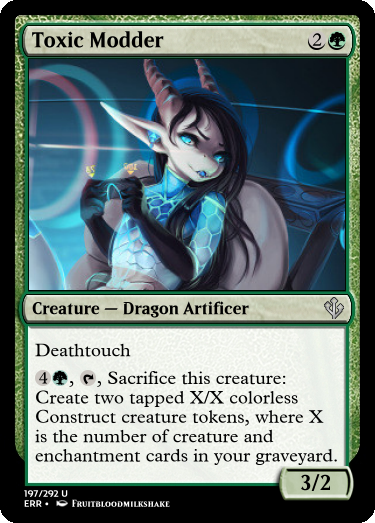 Toxic Modder 2
Creature — Dragon Artificer
Deathtouch
4, , Sacrifice this creature:
Create two tapped X/X colorless
Construct creature tokens, where X
is the number of creature and
enchantment cards in your graveyard.
3/2
197/292 U
ERR • Fruitbloodmilkshake